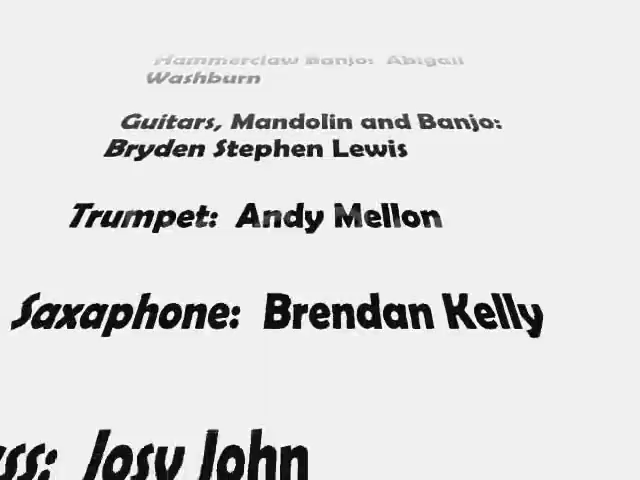 Hammerclaw Banjo: Abigail
Washburn
Guitars, Mandolin and Banjo:
Bryden Stephen Lewis
Trumpet: Andy Mellon
Saxaphone: Brendan Kelly
Josy John